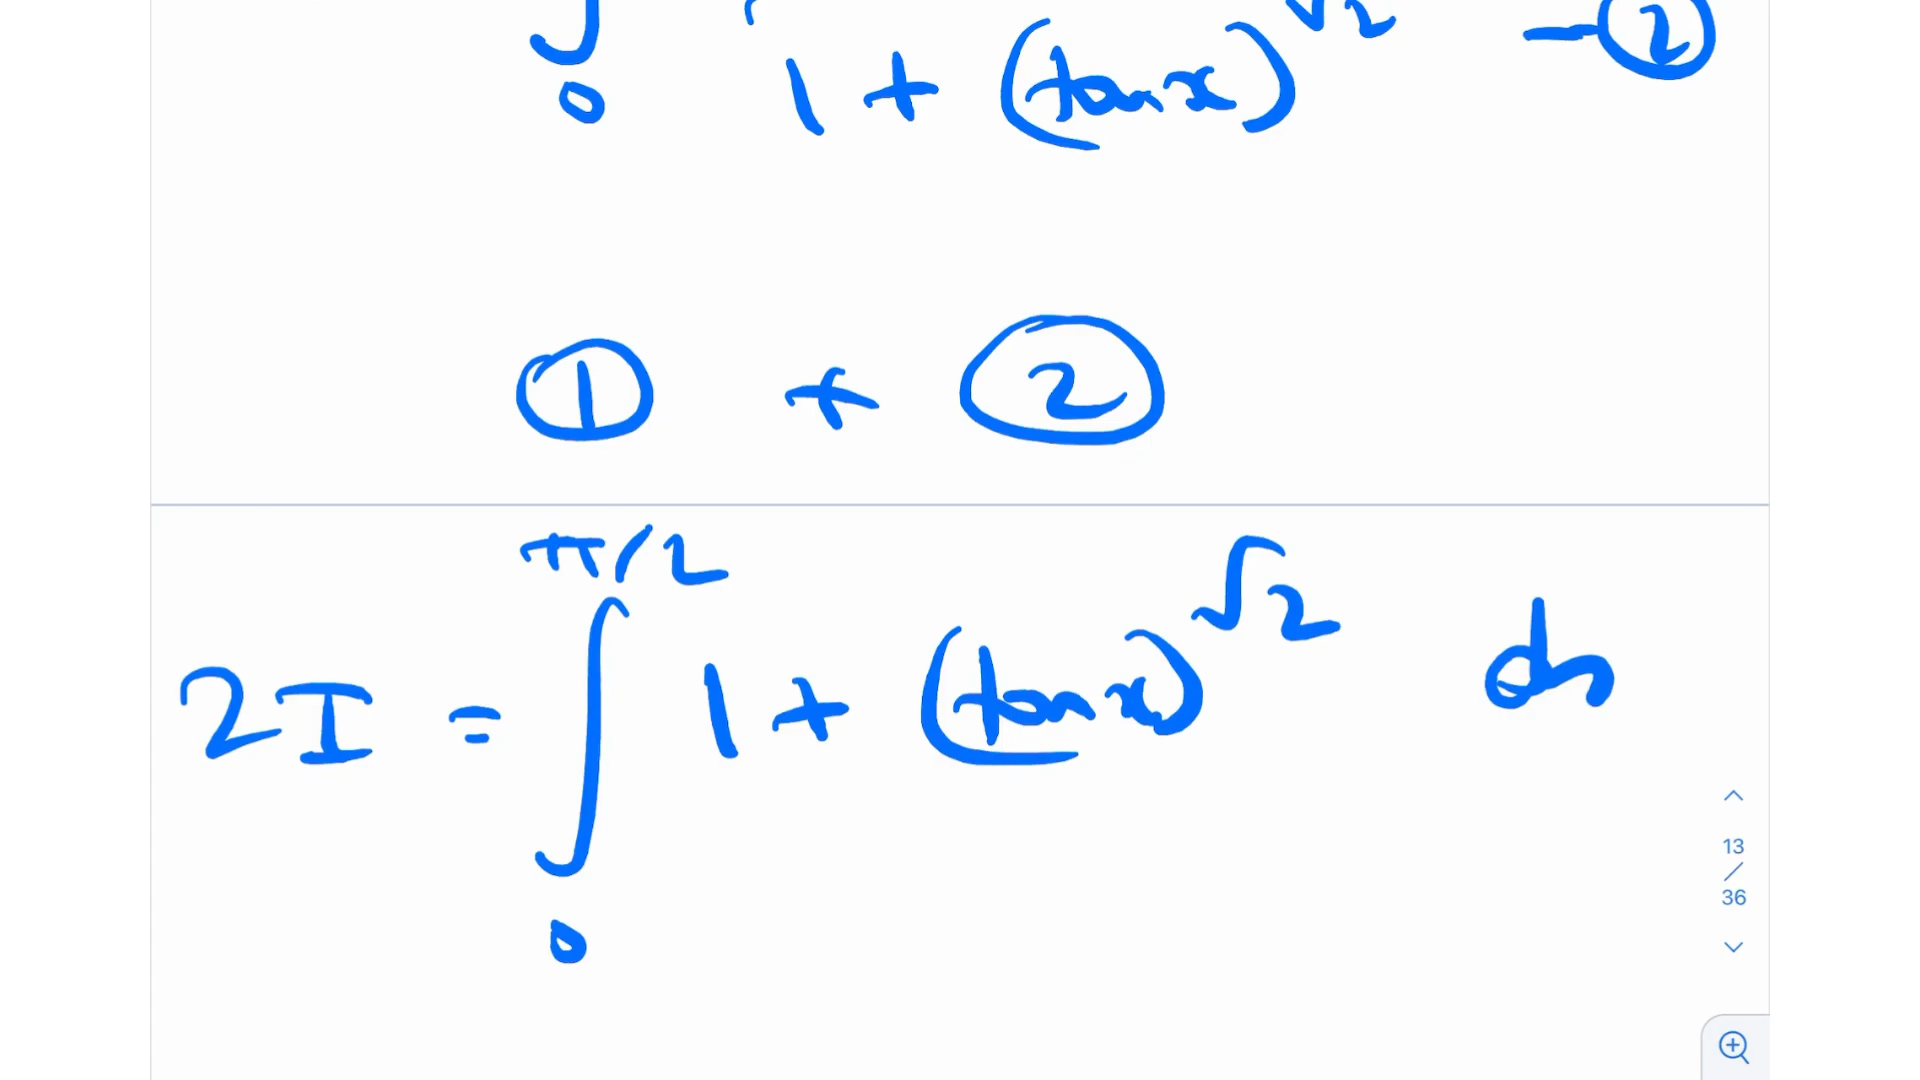 0 1 + (tan x)^√2 — ②
① + ②
π/2
2I = ∫ 1 + (tan x)^√2 dx
0
13
/
36